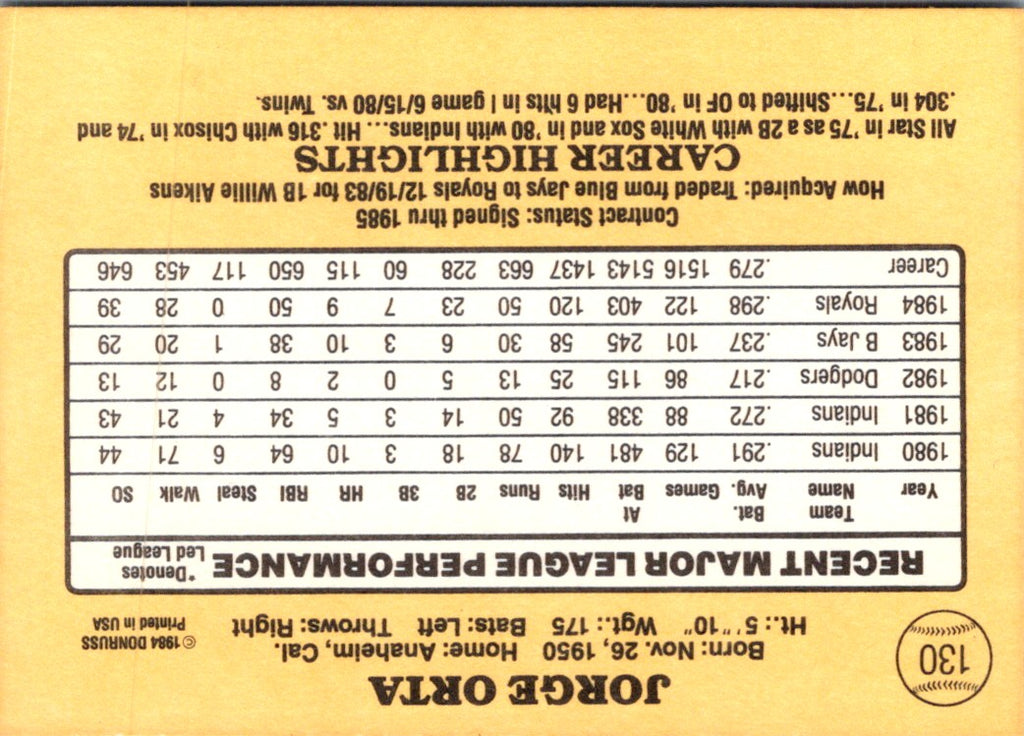 130
JORGE ORTA
Born: Nov. 26, 1950 Home: Anaheim, Cal.
Ht.: 5'10" Wgt.: 175 Bats: Left Throws: Right
© 1984 DONRUSS
Printed in USA
RECENT MAJOR LEAGUE PERFORMANCE *Denotes Led League
Year Team Name Bat. Avg. Games At Bat Hits Runs 2B 3B HR RBI Steal Walk SO
1980 Indians .291 129 481 140 78 18 3 10 64 6 71 44
1981 Indians .272 88 338 92 50 14 3 5 34 4 21 43
1982 Dodgers .217 86 115 25 13 5 0 2 8 0 12 13
1983 B Jays .237 101 245 58 30 6 3 10 38 1 20 29
1984 Royals .298 122 403 120 50 23 7 9 50 0 28 39
Career .279 1516 5143 1437 663 228 60 115 650 117 453 646
Contract Status: Signed thru 1985
How Acquired: Traded from Blue Jays to Royals 12/19/83 for 1B Willie Aikens
CAREER HIGHLIGHTS
All Star in '75 as a 2B with White Sox and in '80 with Indians.... Hit .316 with Chisox in '74 and
.304 in '75...Shifted to OF in '80...Had 6 hits in 1 game 6/15/80 vs. Twins.